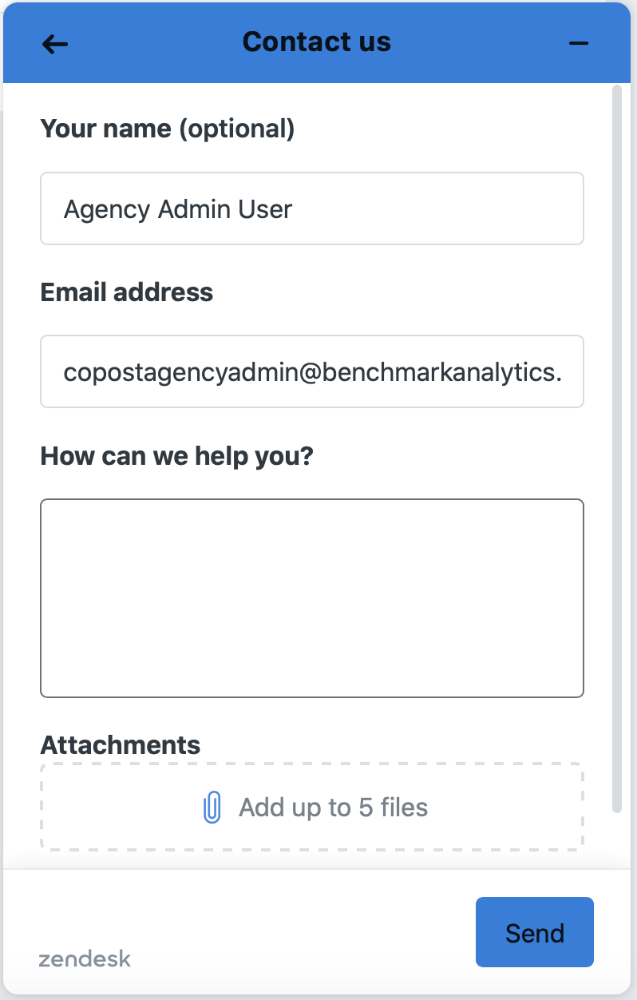 Contact us
Your name (optional)
Agency Admin User
Email address
copostagencyadmin@benchmarkanalytics.
How can we help you?
Attachments
Add up to 5 files
Send
zendesk